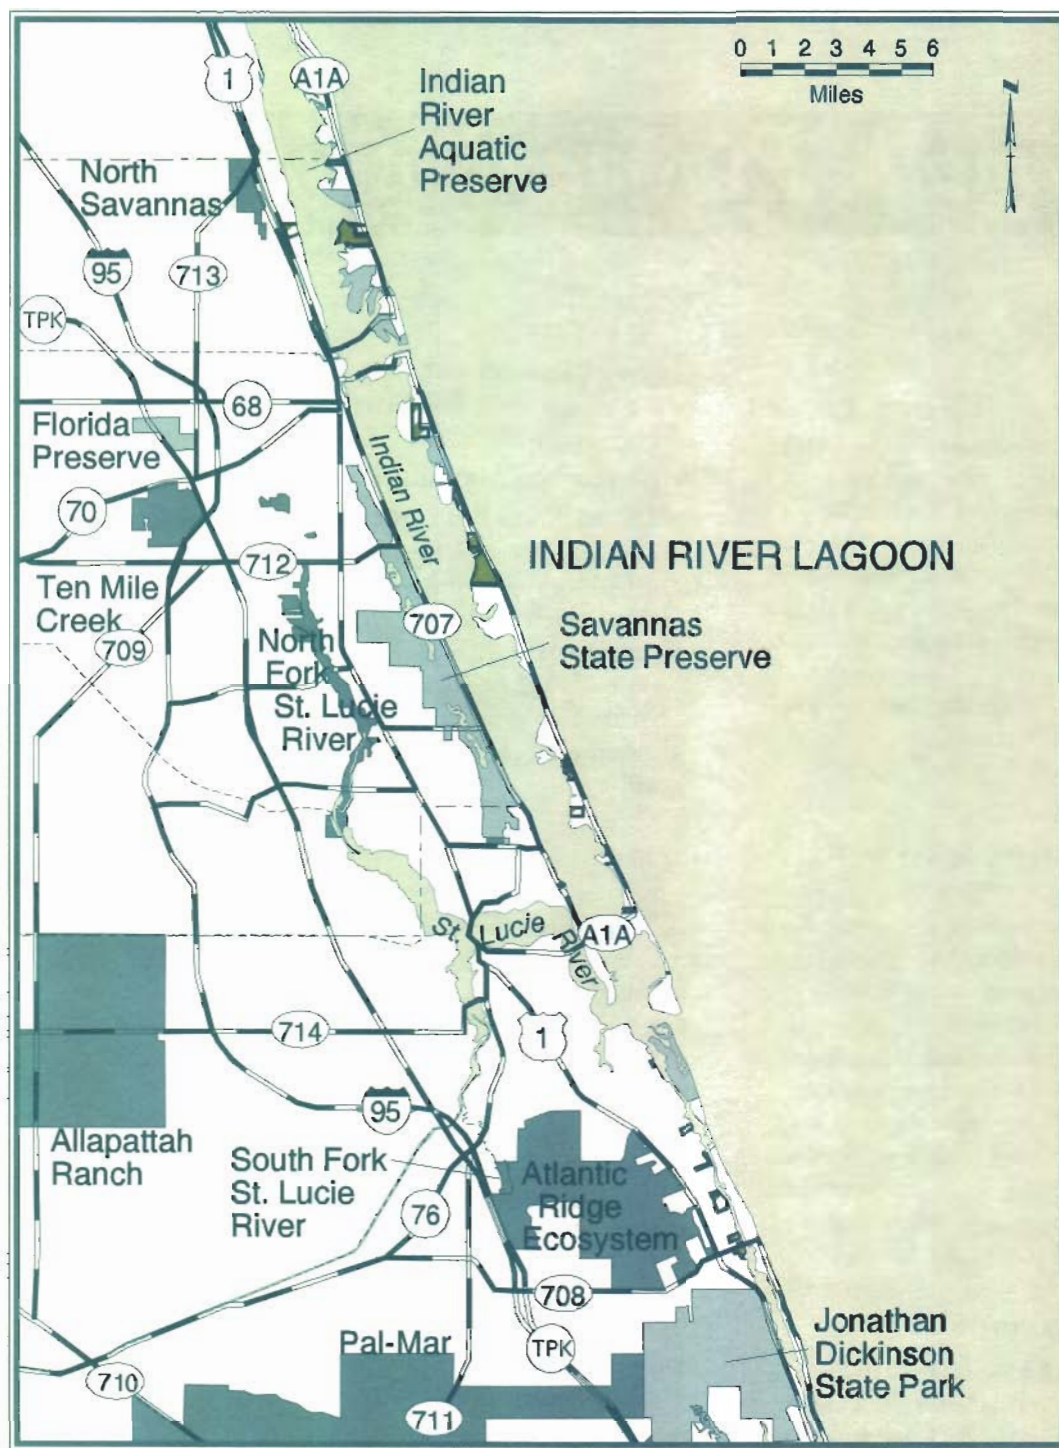 0 1 2 3 4 5 6
Miles
N
1
A1A
Indian
River
Aquatic
Preserve
North
Savannas
95
713
TPK
68
Florida
Preserve
Indian River
70
712
INDIAN RIVER LAGOON
Ten Mile
Creek
707
Savannas
State Preserve
709
North
Fork
St. Lucie
River
St. Lucie River
A1A
714
1
95
Allapattah
Ranch
South Fork
St. Lucie
River
Atlantic
Ridge
Ecosystem
76
708
Pal-Mar
TPK
Jonathan
Dickinson
State Park
710
711